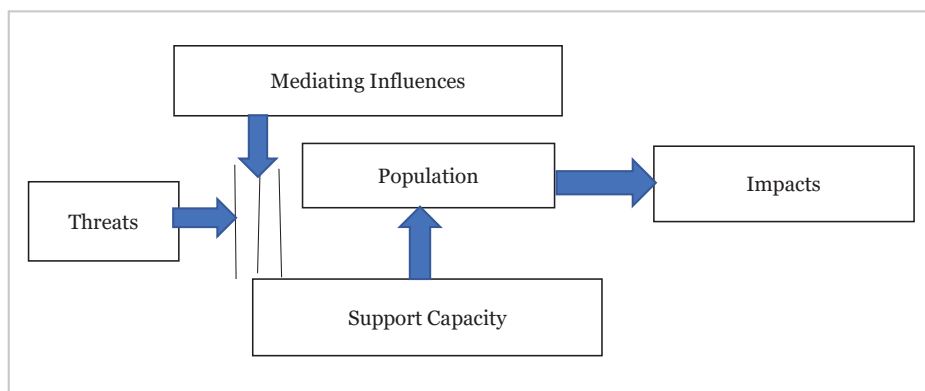 Mediating Influences
Population
Impacts
Threats
Support Capacity